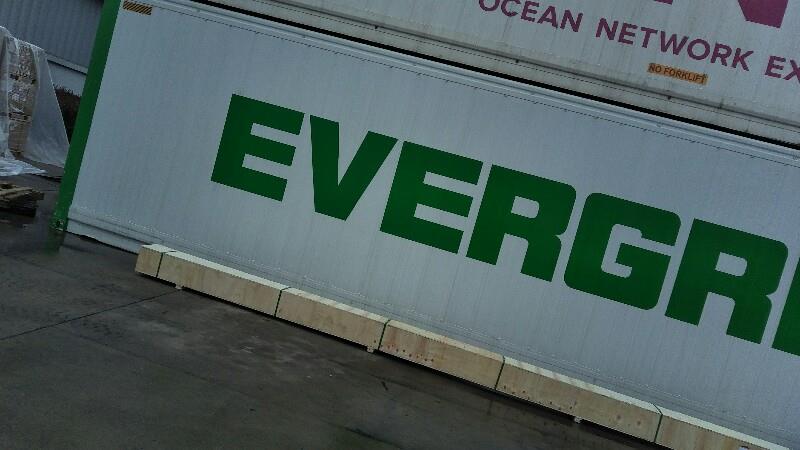 OCEAN NETWORK EX
NO FORKLIFT
EVERGR